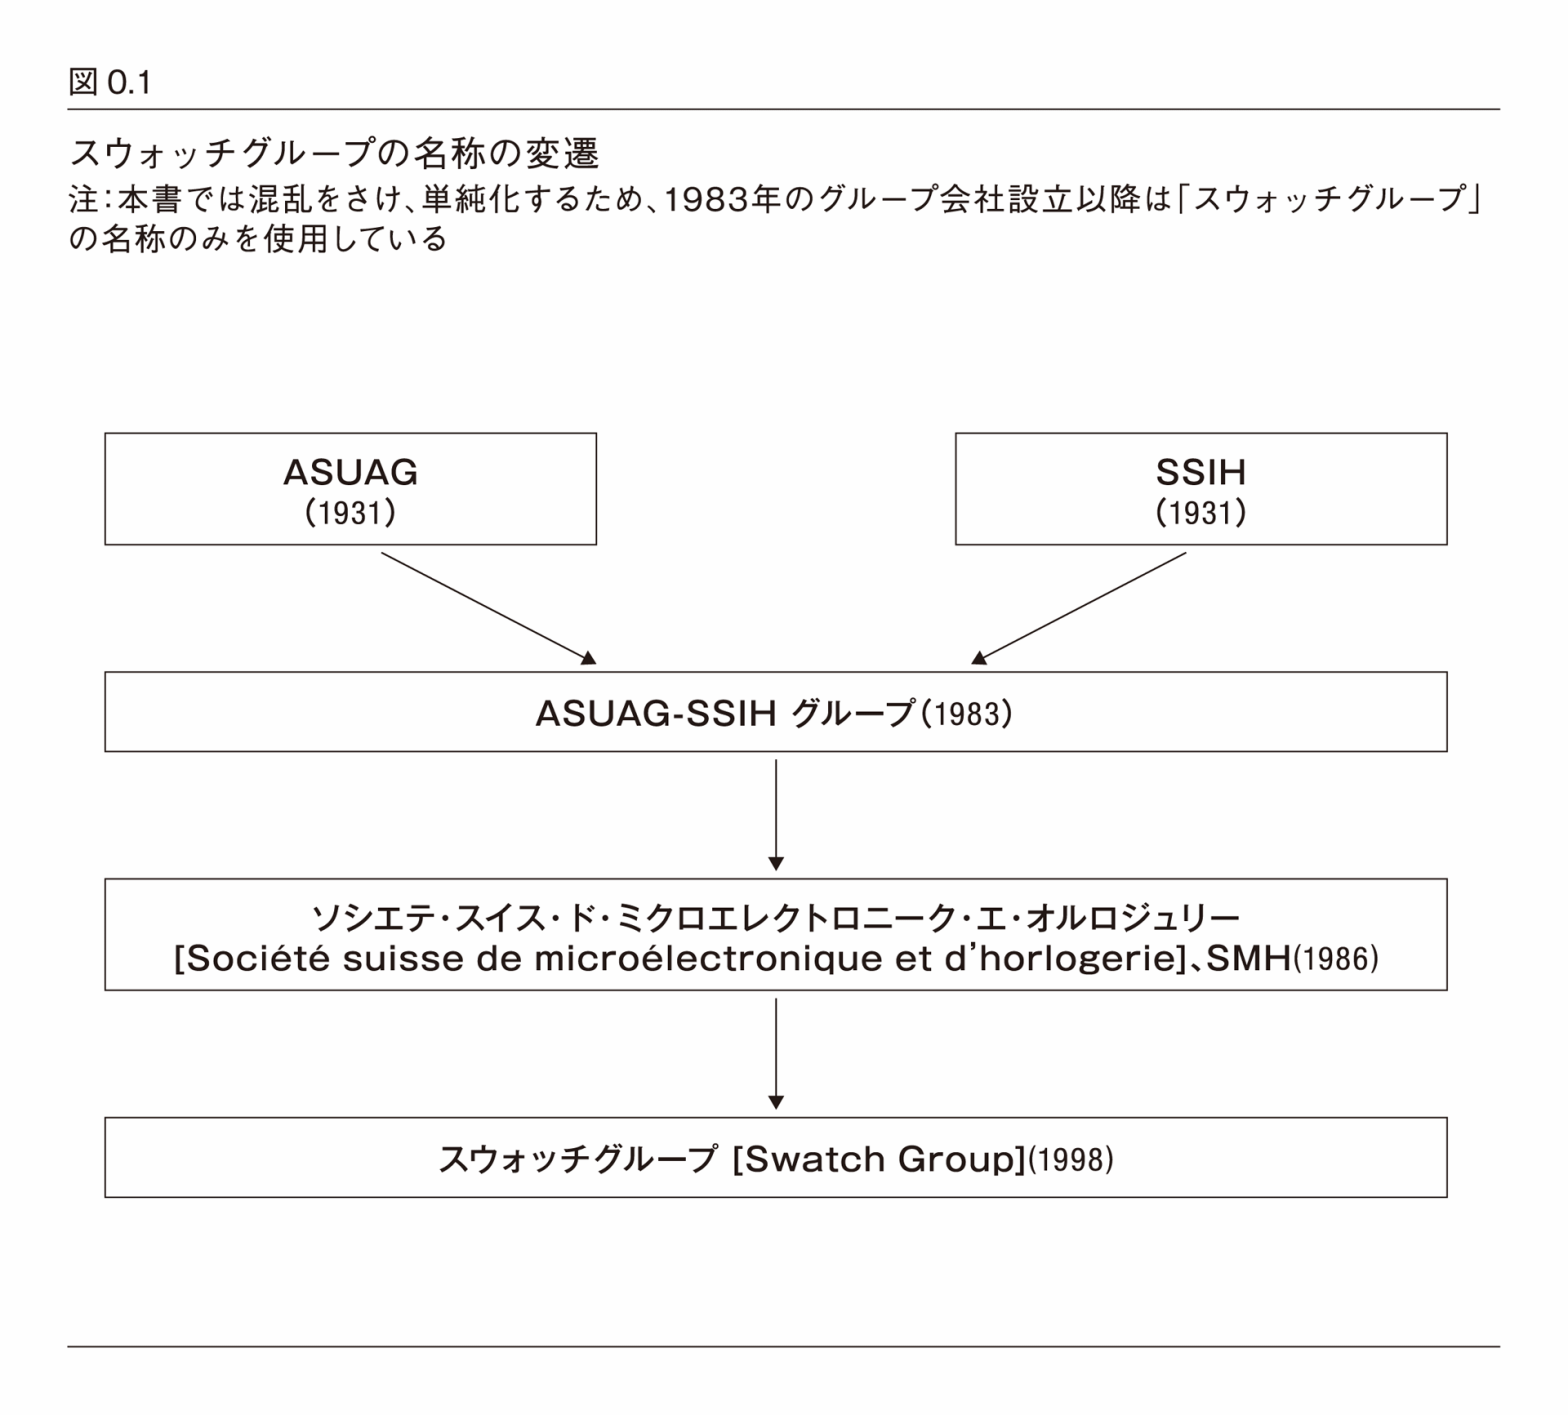 図 0.1
スウォッチグループの名称の変遷
注：本書では混乱をさけ、単純化するため、1983年のグループ会社設立以降は「スウォッチグループ」
の名称のみを使用している
ASUAG
（1931）
SSIH
（1931）
ASUAG-SSIH グループ（1983）
ソシエテ・スイス・ド・ミクロエレクトロニーク・エ・オルロジュリー
[Société suisse de microélectronique et d’horlogerie]、SMH(1986)
スウォッチグループ [Swatch Group](1998)